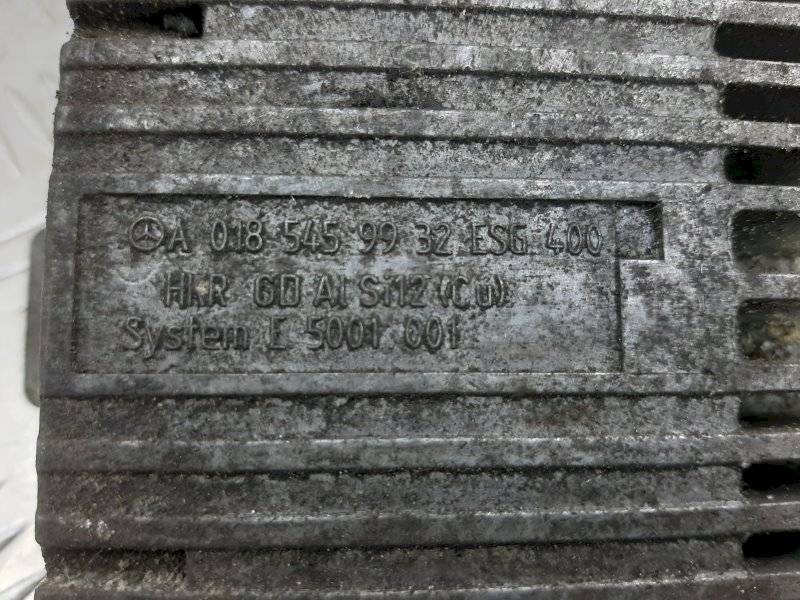 A 018 545 99 32 ESG 400
HKR GD Al Si12 (Cu)
System E 5001 001